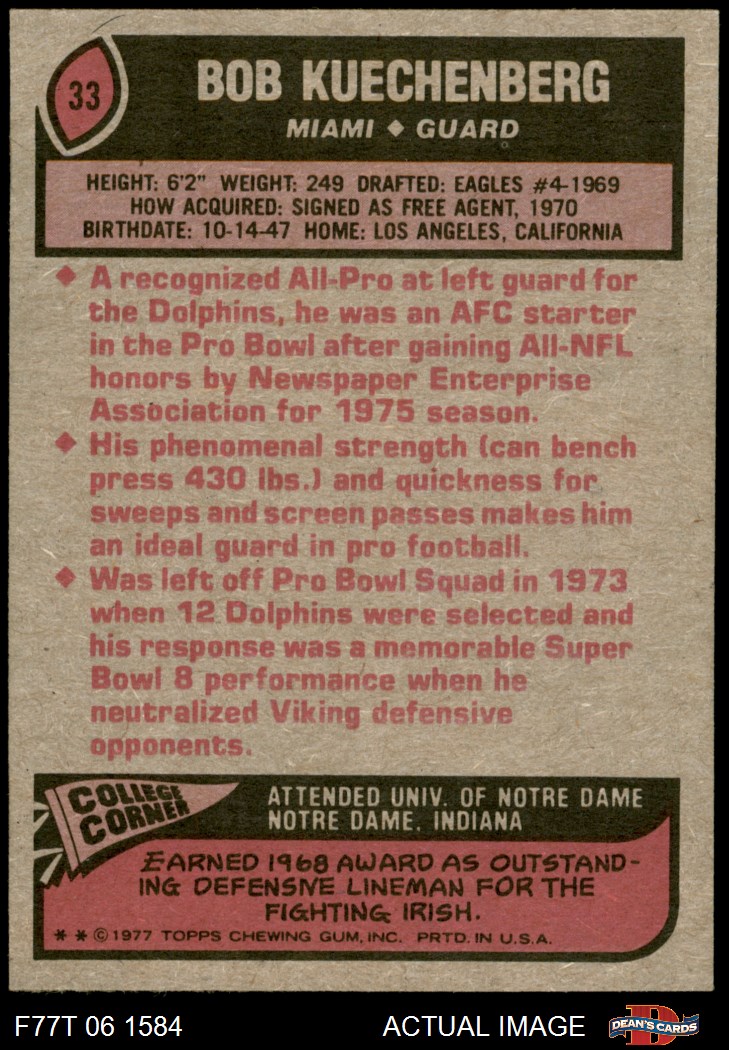 33
BOB KUECHENBERG
MIAMI ◆ GUARD
HEIGHT: 6'2" WEIGHT: 249 DRAFTED: EAGLES #4-1969
HOW ACQUIRED: SIGNED AS FREE AGENT, 1970
BIRTHDATE: 10-14-47 HOME: LOS ANGELES, CALIFORNIA
◆ A recognized All-Pro at left guard for
the Dolphins, he was an AFC starter
in the Pro Bowl after gaining All-NFL
honors by Newspaper Enterprise
Association for 1975 season.
◆ His phenomenal strength (can bench
press 430 lbs.) and quickness for
sweeps and screen passes makes him
an ideal guard in pro football.
◆ Was left off Pro Bowl Squad in 1973
when 12 Dolphins were selected and
his response was a memorable Super
Bowl 8 performance when he
neutralized Viking defensive
opponents.
COLLEGE
CORNER
ATTENDED UNIV. OF NOTRE DAME
NOTRE DAME, INDIANA
EARNED 1968 AWARD AS OUTSTAND-
ING DEFENSIVE LINEMAN FOR THE
FIGHTING IRISH.
* * © 1977 TOPPS CHEWING GUM, INC. PRTD. IN U.S.A.
F77T 06 1584 ACTUAL IMAGE
D
DEAN'S CARDS